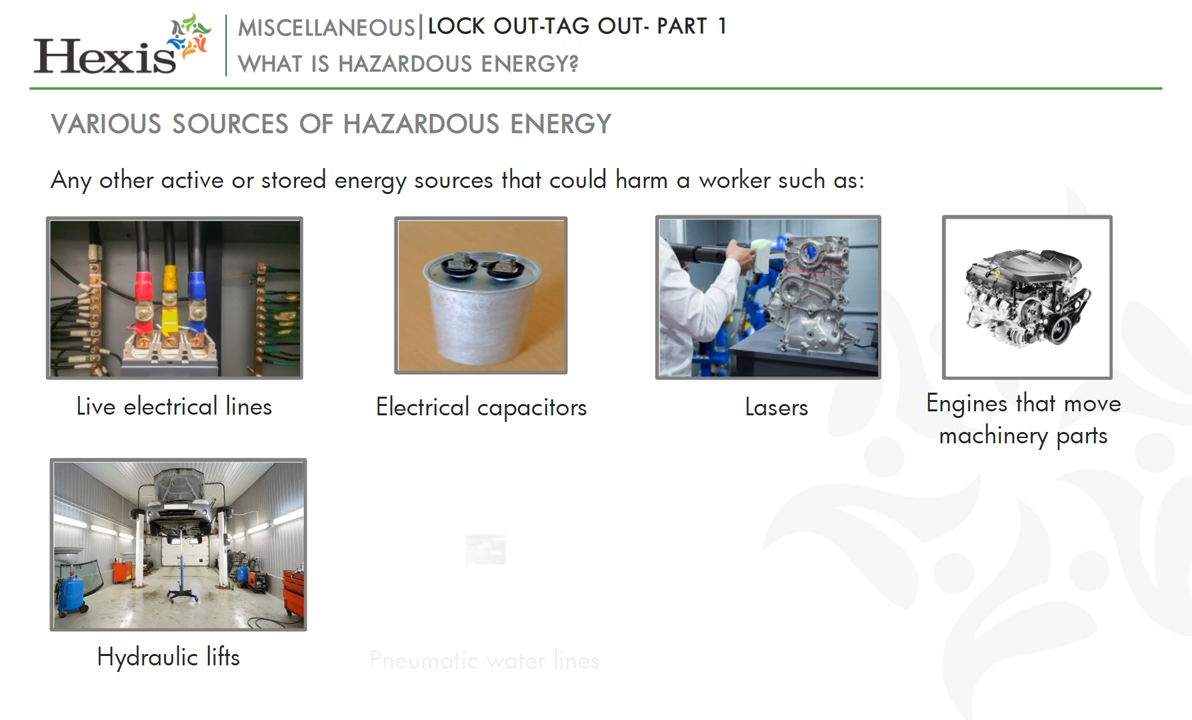 Hexis
MISCELLANEOUS|LOCK OUT-TAG OUT- PART 1
WHAT IS HAZARDOUS ENERGY?
VARIOUS SOURCES OF HAZARDOUS ENERGY
Any other active or stored energy sources that could harm a worker such as:
Live electrical lines
Electrical capacitors
Lasers
Engines that move
machinery parts
Hydraulic lifts
Pneumatic water lines